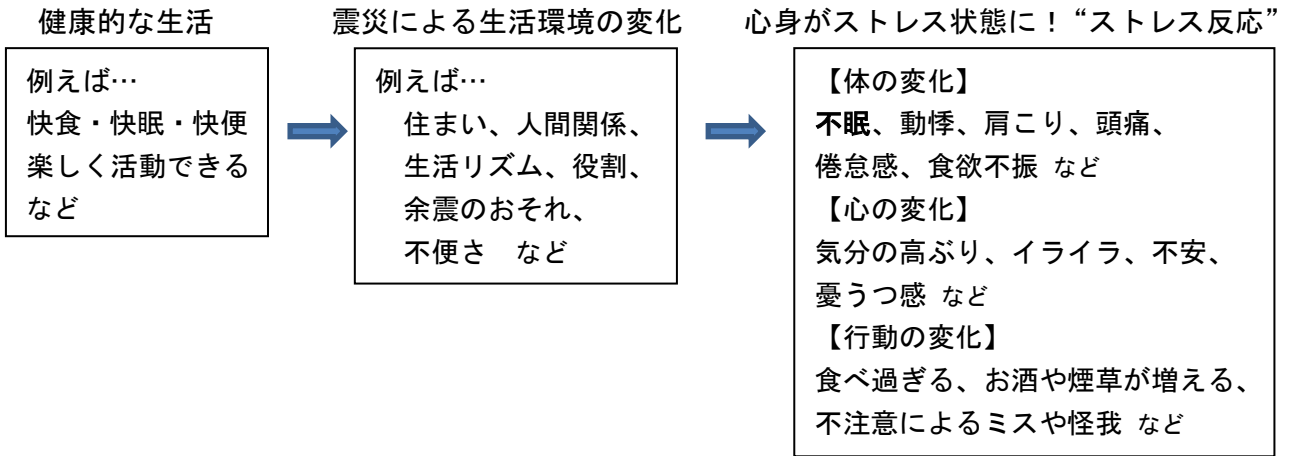 健康的な生活
例えば…
快食・快眠・快便
楽しく活動できる
など
震災による生活環境の変化
例えば…
住まい、人間関係、
生活リズム、役割、
余震のおそれ、
不便さ　など
心身がストレス状態に！“ストレス反応”
【体の変化】
不眠、動悸、肩こり、頭痛、
倦怠感、食欲不振 など
【心の変化】
気分の高ぶり、イライラ、不安、
憂うつ感 など
【行動の変化】
食べ過ぎる、お酒や煙草が増える、
不注意によるミスや怪我 など